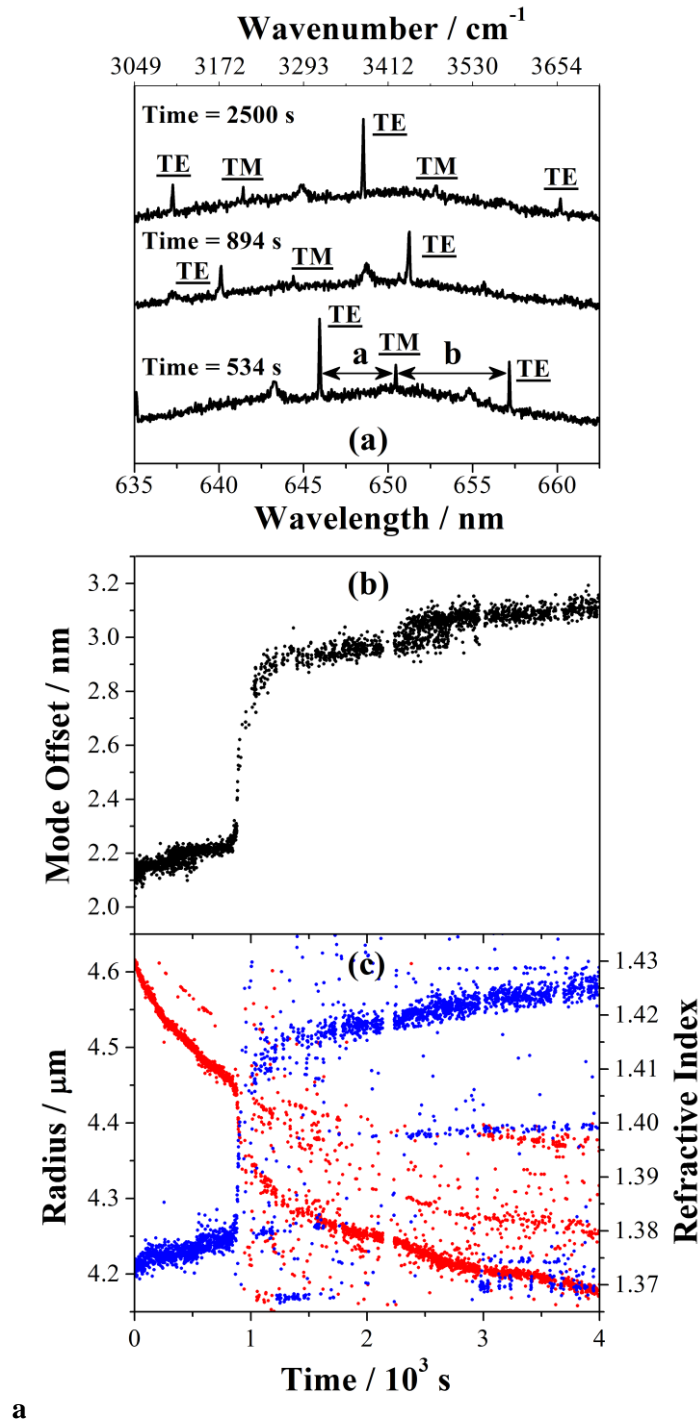 Wavenumber / cm⁻¹
3049 3172 3293 3412 3530 3654
Time = 2500 s
TE
TE
TM
TM
TE
Time = 894 s
TE
TM
TE
TE
Time = 534 s
a
TM
b
TE
(a)
635 640 645 650 655 660
Wavelength / nm
(b)
Mode Offset / nm
3.2
3.0
2.8
2.6
2.4
2.2
2.0
(c)
Radius / μm
4.6
4.5
4.4
4.3
4.2
1.43
1.42
1.41
1.40
1.39
1.38
1.37
Refractive Index
0 1 2 3 4
Time / 10³ s
a